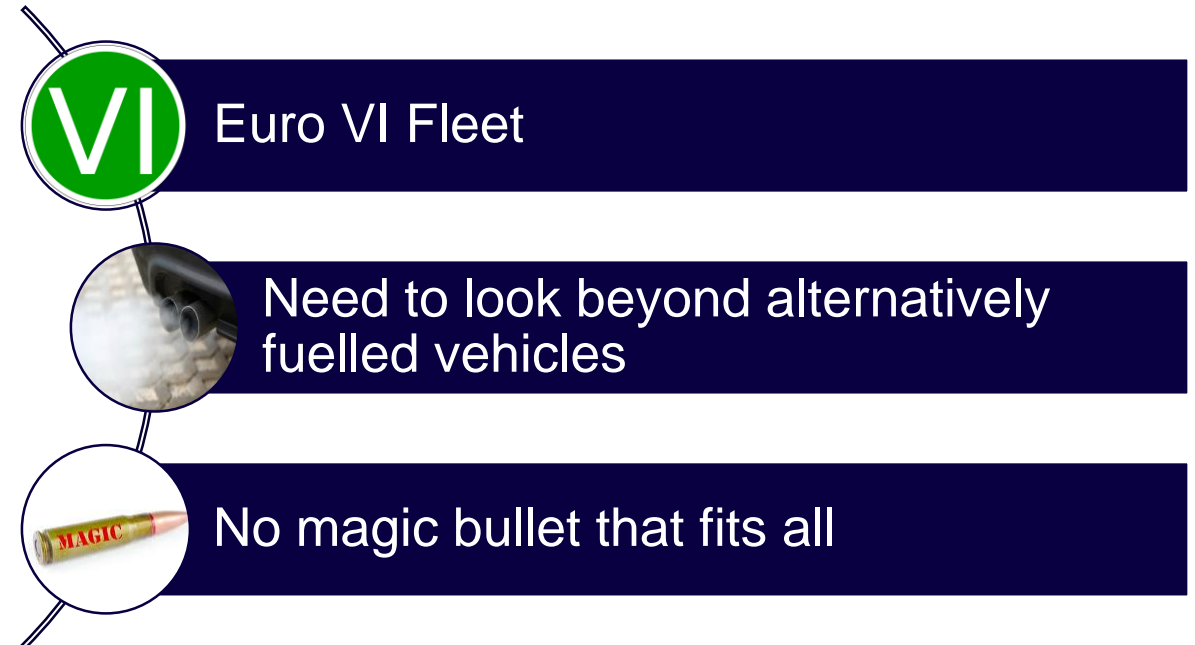 VI
Euro VI Fleet
Need to look beyond alternatively
fuelled vehicles
MAGIC
No magic bullet that fits all